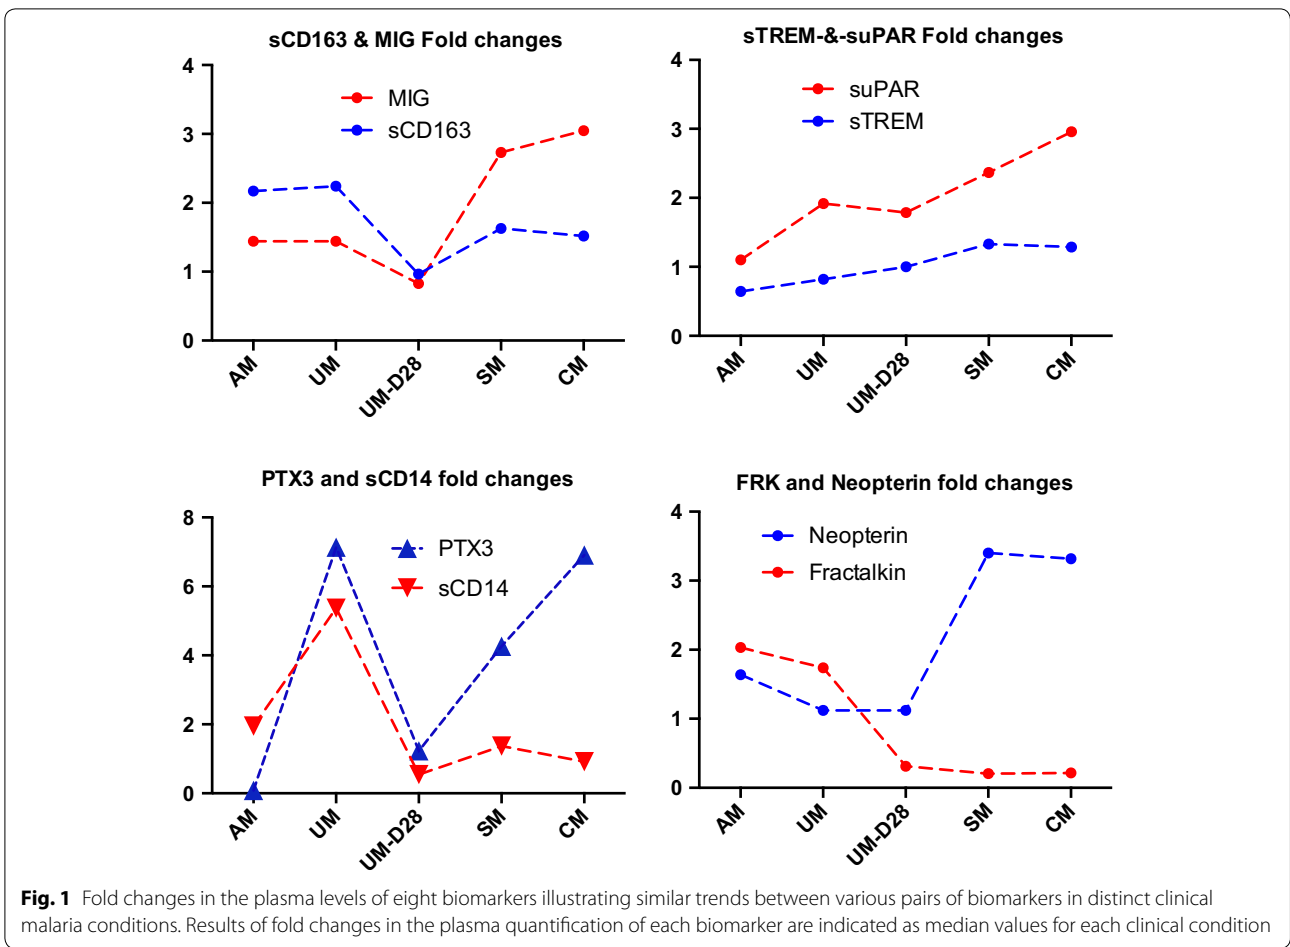 sCD163 & MIG Fold changes
4
3
2
1
0
MIG
sCD163
AM
UM
UM-D28
SM
CM
sTREM-&-suPAR Fold changes
4
3
2
1
0
suPAR
sTREM
AM
UM
UM-D28
SM
CM
PTX3 and sCD14 fold changes
8
6
4
2
0
PTX3
sCD14
AM
UM
UM-D28
SM
CM
FRK and Neopterin fold changes
4
3
2
1
0
Neopterin
Fractalkin
AM
UM
UM-D28
SM
CM
Fig. 1 Fold changes in the plasma levels of eight biomarkers illustrating similar trends between various pairs of biomarkers in distinct clinical
malaria conditions. Results of fold changes in the plasma quantification of each biomarker are indicated as median values for each clinical condition